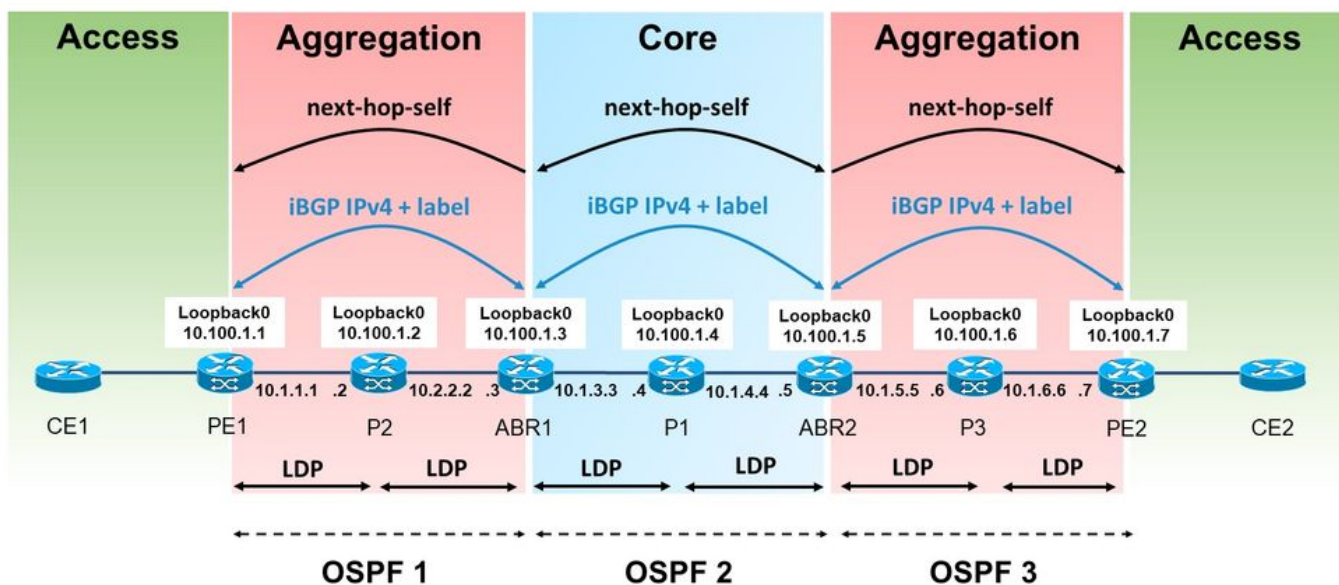 Access
Aggregation
Core
Aggregation
Access
next-hop-self
next-hop-self
next-hop-self
iBGP IPv4 + label
iBGP IPv4 + label
iBGP IPv4 + label
Loopback0
10.100.1.1
Loopback0
10.100.1.2
Loopback0
10.100.1.3
Loopback0
10.100.1.4
Loopback0
10.100.1.5
Loopback0
10.100.1.6
Loopback0
10.100.1.7
10.1.1.1
.2
10.2.2.2
.3
10.1.3.3
.4
10.1.4.4
.5
10.1.5.5
.6
10.1.6.6
.7
CE1
PE1
P2
ABR1
P1
ABR2
P3
PE2
CE2
LDP
LDP
LDP
LDP
LDP
LDP
OSPF 1
OSPF 2
OSPF 3